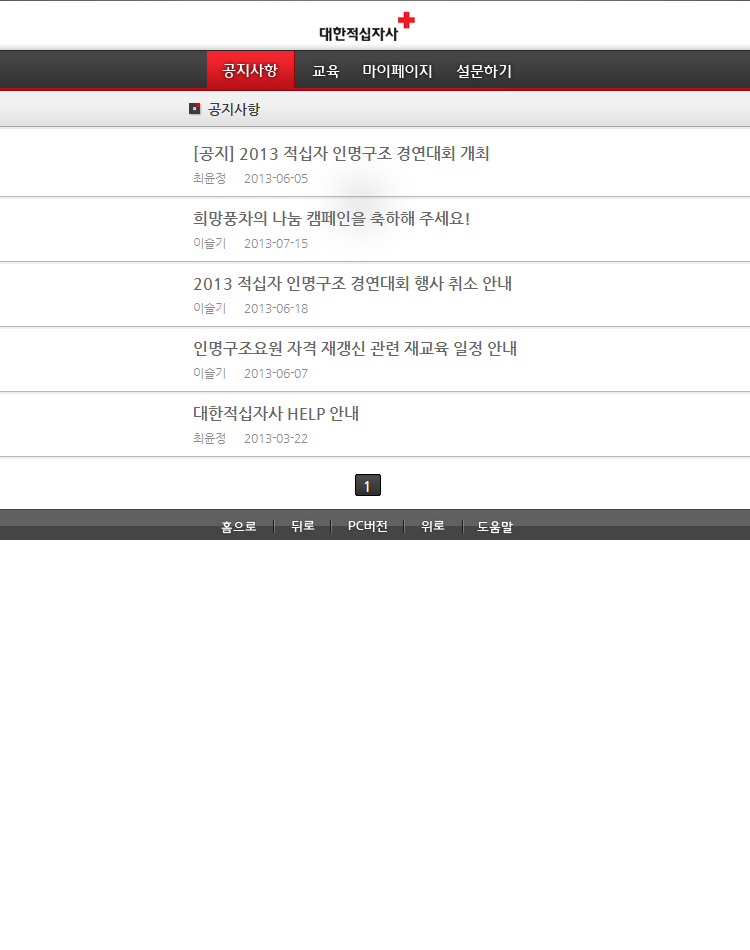 대한적십자사
공지사항 교육 마이페이지 설문하기
공지사항
[공지] 2013 적십자 인명구조 경연대회 개최
최윤정 2013-06-05
희망풍차의 나눔 캠페인을 축하해 주세요!
이슬기 2013-07-15
2013 적십자 인명구조 경연대회 행사 취소 안내
이슬기 2013-06-18
인명구조요원 자격 재갱신 관련 재교육 일정 안내
이슬기 2013-06-07
대한적십자사 HELP 안내
최윤정 2013-03-22
1
홈으로 뒤로 PC버전 위로 도움말